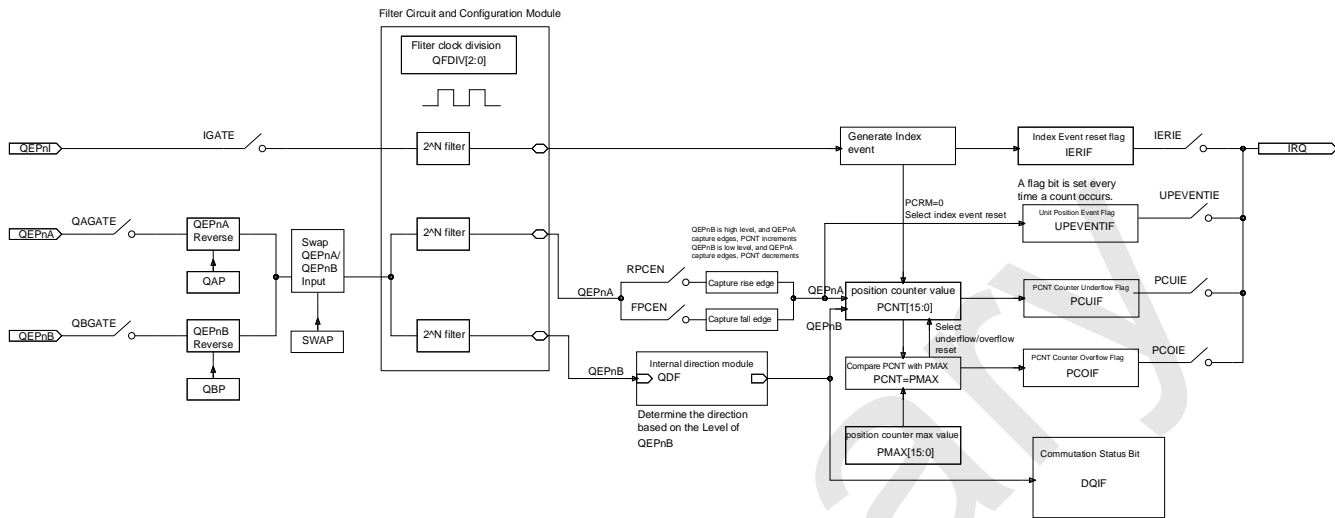 Filter Circuit and Configuration Module
Fliter clock division
QFDIV[2:0]
QEPnI
IGATE
2^N filter
Generate Index
event
Index Event reset flag
IERIF
IERIE
IRQ
A flag bit is set every
time a count occurs.
PCRM=0
Select index event reset
UPEVENTIE
Unit Position Event Flag
UPEVENTIF
QEPnA
QAGATE
QEPnA
Reverse
QAP
Swap
QEPnA/
QEPnB
Input
SWAP
2^N filter
QEPnB is high level, and QEPnA
capture edges, PCNT increments
QEPnB is low level, and QEPnA
capture edges, PCNT decrements
QEPnA
RPCEN
Capture rise edge
FPCEN
Capture fall edge
QEPnA
QEPnB
position counter value
PCNT[15:0]
PCNT Counter Underflow Flag
PCUIF
PCUIE
QEPnB
QBGATE
QEPnB
Reverse
QBP
2^N filter
QEPnB
Internal direction module
QDF
Determine the direction
based on the Level of
QEPnB
Select
underflow/overflow
reset
Compare PCNT with PMAX
PCNT=PMAX
PCNT Counter Overflow Flag
PCOIF
PCOIE
position counter max value
PMAX[15:0]
Commutation Status Bit
DQIF